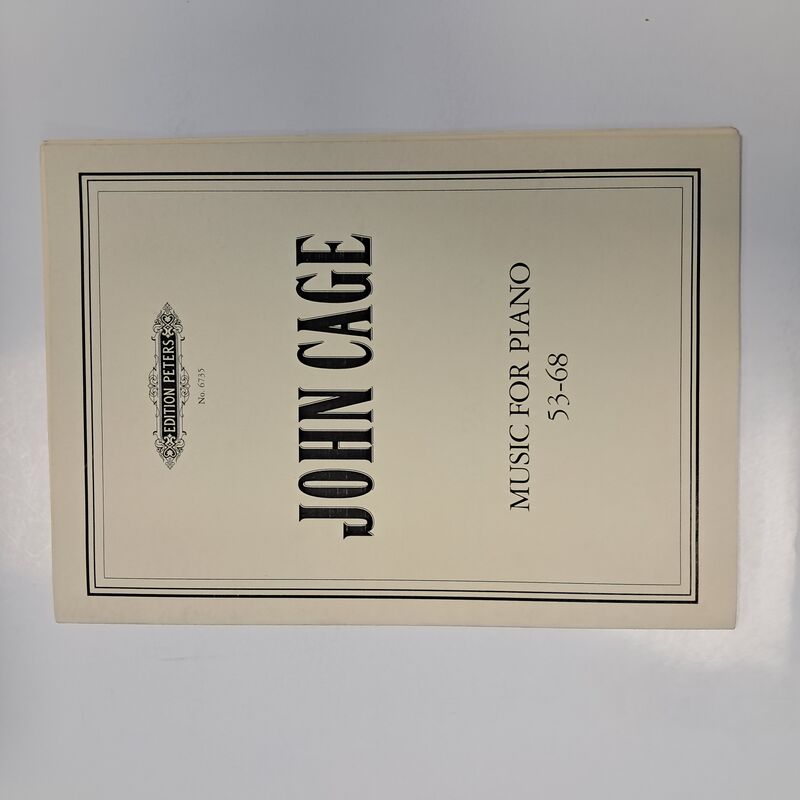 EDITION PETERS
No. 6735
JOHN CAGE
MUSIC FOR PIANO
53-68